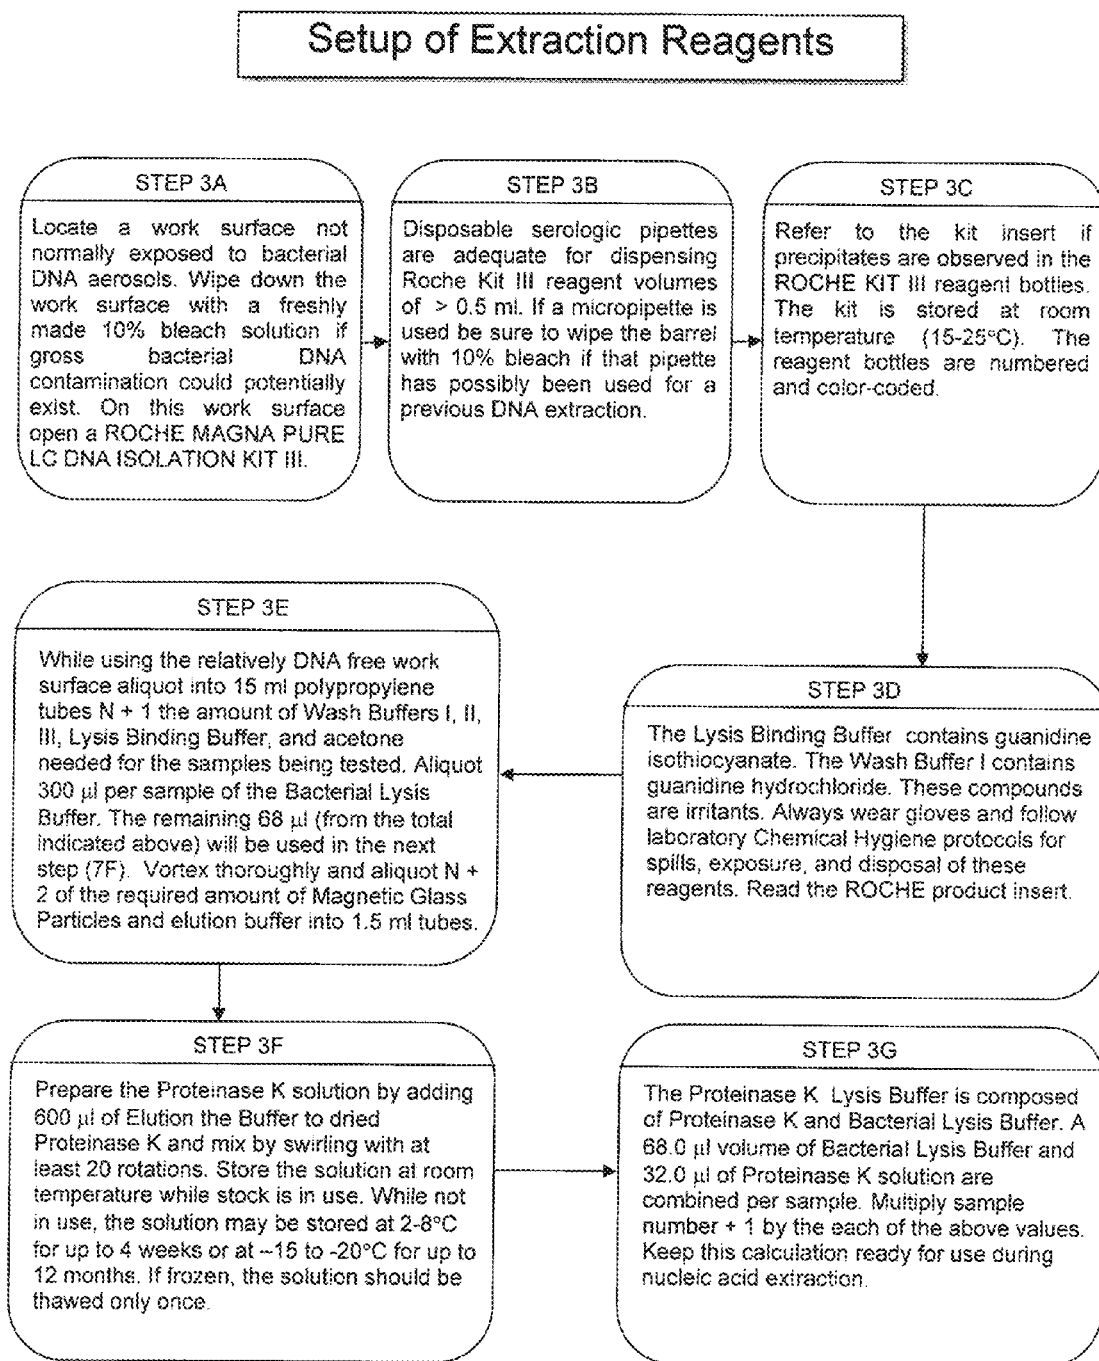 Setup of Extraction Reagents
STEP 3A
Locate a work surface not
normally exposed to bacterial
DNA aerosols. Wipe down the
work surface with a freshly
made 10% bleach solution if
gross bacterial DNA
contamination could potentially
exist. On this work surface
open a ROCHE MAGNA PURE
LC DNA ISOLATION KIT III.
STEP 3B
Disposable serologic pipettes
are adequate for dispensing
Roche Kit III reagent volumes
of > 0.5 ml. If a micropipette is
used be sure to wipe the barrel
with 10% bleach if that pipette
has possibly been used for a
previous DNA extraction.
STEP 3C
Refer to the kit insert if
precipitates are observed in the
ROCHE KIT III reagent bottles.
The kit is stored at room
temperature (15-25°C). The
reagent bottles are numbered
and color-coded.
STEP 3D
The Lysis Binding Buffer contains guanidine
isothiocyanate. The Wash Buffer I contains
guanidine hydrochloride. These compounds
are irritants. Always wear gloves and follow
laboratory Chemical Hygiene protocols for
spills, exposure, and disposal of these
reagents. Read the ROCHE product insert.
STEP 3E
While using the relatively DNA free work
surface aliquot into 15 ml polypropylene
tubes N + 1 the amount of Wash Buffers I, II,
III, Lysis Binding Buffer, and acetone
needed for the samples being tested. Aliquot
300 µl per sample of the Bacterial Lysis
Buffer. The remaining 68 µl (from the total
indicated above) will be used in the next
step (7F). Vortex thoroughly and aliquot N +
2 of the required amount of Magnetic Glass
Particles and elution buffer into 1.5 ml tubes.
STEP 3F
Prepare the Proteinase K solution by adding
600 µl of Elution the Buffer to dried
Proteinase K and mix by swirling with at
least 20 rotations. Store the solution at room
temperature while stock is in use. While not
in use, the solution may be stored at 2-8°C
for up to 4 weeks or at –15 to -20°C for up to
12 months. If frozen, the solution should be
thawed only once.
STEP 3G
The Proteinase K Lysis Buffer is composed
of Proteinase K and Bacterial Lysis Buffer. A
68.0 µl volume of Bacterial Lysis Buffer and
32.0 µl of Proteinase K solution are
combined per sample. Multiply sample
number + 1 by the each of the above values.
Keep this calculation ready for use during
nucleic acid extraction.